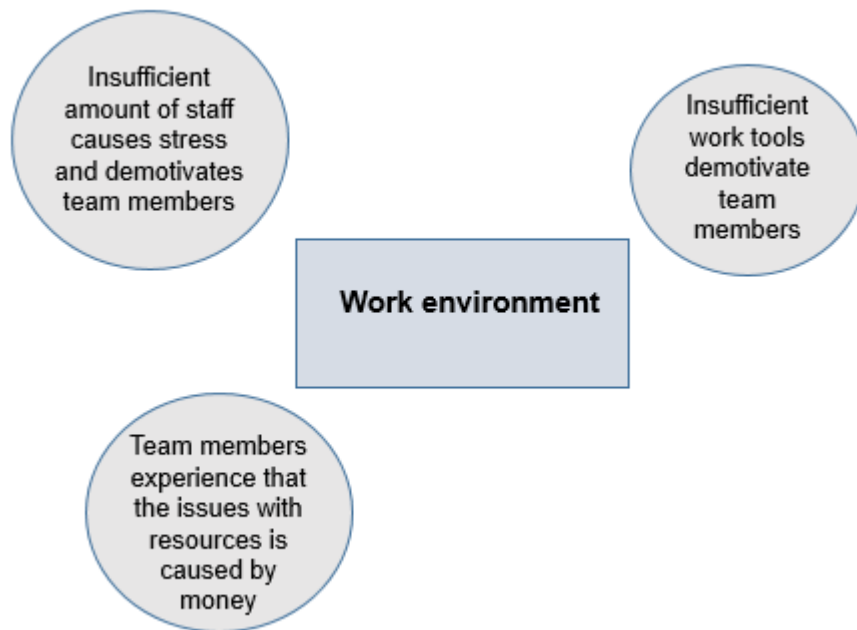 Insufficient
amount of staff
causes stress
and demotivates
team members
Insufficient
work tools
demotivate
team
members
Work environment
Team members
experience that
the issues with
resources is
caused by
money